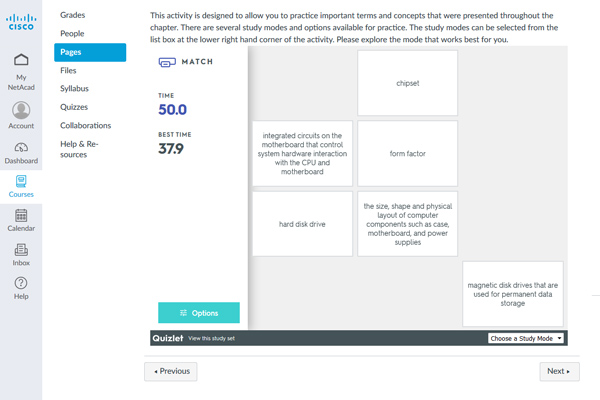 CISCO
My
NetAcad
Account
Dashboard
Courses
Calendar
Inbox
Help
Grades
People
Pages
Files
Syllabus
Quizzes
Collaborations
Help & Re-
sources
This activity is designed to allow you to practice important terms and concepts that were presented throughout the
chapter. There are several study modes and options available for practice. The study modes can be selected from the
list box at the lower right hand corner of the activity. Please explore the mode that works best for you.
MATCH
TIME
50.0
BEST TIME
37.9
Options
chipset
integrated circuits on the
motherboard that control
system hardware interaction
with the CPU and
motherboard
form factor
hard disk drive
the size, shape and physical
layout of computer
components such as case,
motherboard, and power
supplies
magnetic disk drives that are
used for permanent data
storage
Quizlet View this study set
Choose a Study Mode
Previous
Next